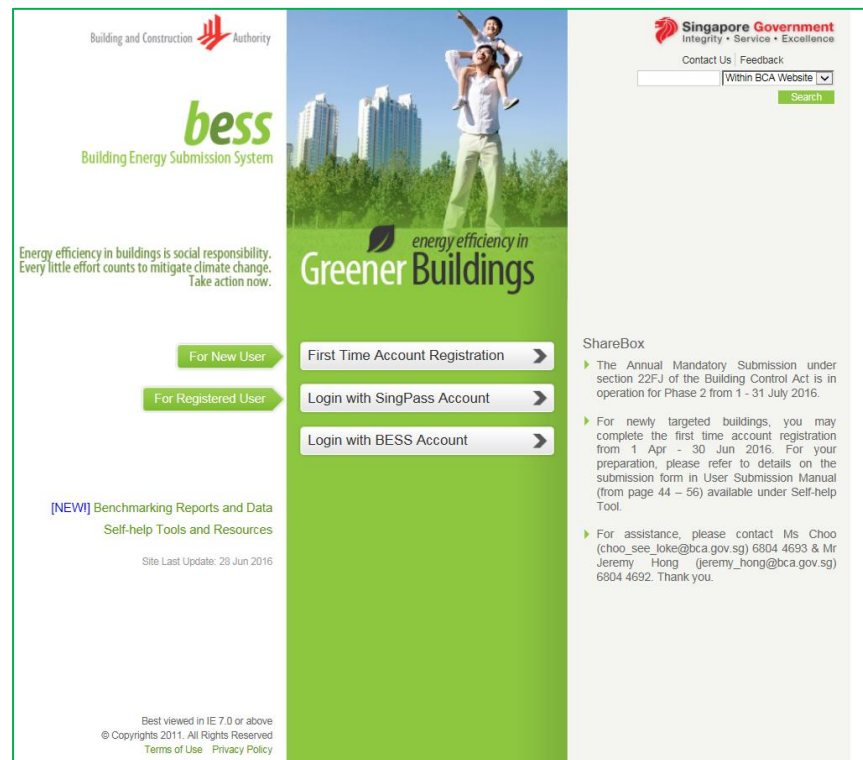 Building and Construction Authority
bess
Building Energy Submission System
Energy efficiency in buildings is social responsibility.
Every little effort counts to mitigate climate change.
Take action now.
energy efficiency in
Greener Buildings
Singapore Government
Integrity • Service • Excellence
Contact Us Feedback
Within BCA Website
Search
For New User
First Time Account Registration
For Registered User
Login with SingPass Account
Login with BESS Account
[NEW!] Benchmarking Reports and Data
Self-help Tools and Resources
Site Last Update: 28 Jun 2016
ShareBox
The Annual Mandatory Submission under
section 22FJ of the Building Control Act is in
operation for Phase 2 from 1 - 31 July 2016.
For newly targeted buildings, you may
complete the first time account registration
from 1 Apr - 30 Jun 2016. For your
preparation, please refer to details on the
submission form in User Submission Manual
(from page 44 – 56) available under Self-help
Tool.
For assistance, please contact Ms Choo
(choo_see_loke@bca.gov.sg) 6804 4693 & Mr
Jeremy Hong (jeremy_hong@bca.gov.sg)
6804 4692. Thank you.
Best viewed in IE 7.0 or above
© Copyrights 2011. All Rights Reserved
Terms of Use Privacy Policy